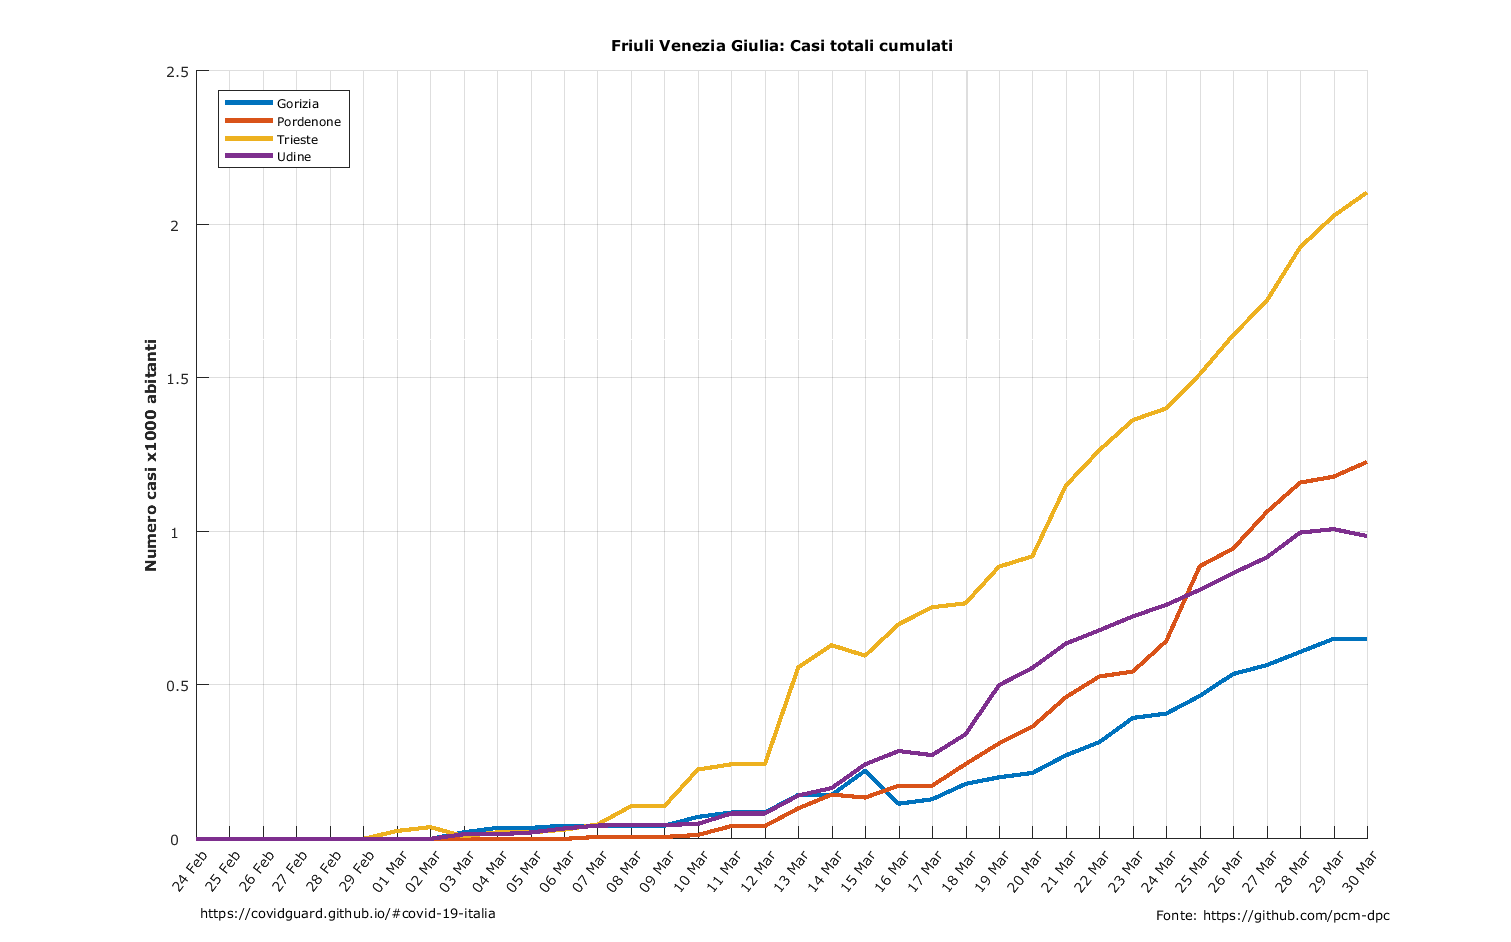 Friuli Venezia Giulia: Casi totali cumulati
2.5
2
1.5
1
0.5
0
Numero casi x1000 abitanti
Gorizia
Pordenone
Trieste
Udine
24 Feb
25 Feb
26 Feb
27 Feb
28 Feb
29 Feb
01 Mar
02 Mar
03 Mar
04 Mar
05 Mar
06 Mar
07 Mar
08 Mar
09 Mar
10 Mar
11 Mar
12 Mar
13 Mar
14 Mar
15 Mar
16 Mar
17 Mar
18 Mar
19 Mar
20 Mar
21 Mar
22 Mar
23 Mar
24 Mar
25 Mar
26 Mar
27 Mar
28 Mar
29 Mar
30 Mar
https://covidguard.github.io/#covid-19-italia
Fonte: https://github.com/pcm-dpc